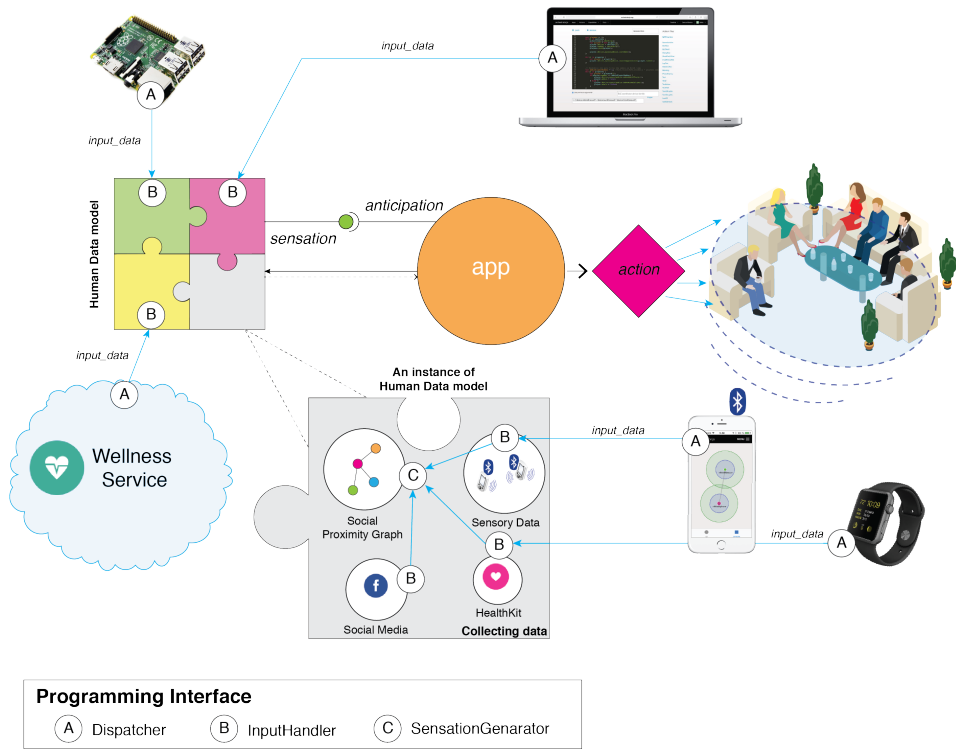 input_data
A
A
input_data
B
B
Human Data model
anticipation
sensation
app
action
B
input_data
A
An instance of
Human Data model
Wellness
Service
B
input_data
A
C
Social
Proximity Graph
Sensory Data
input_data
A
B
B
f
HealthKit
Social Media
Collecting data
Programming Interface
A Dispatcher
B InputHandler
C SensationGenarator